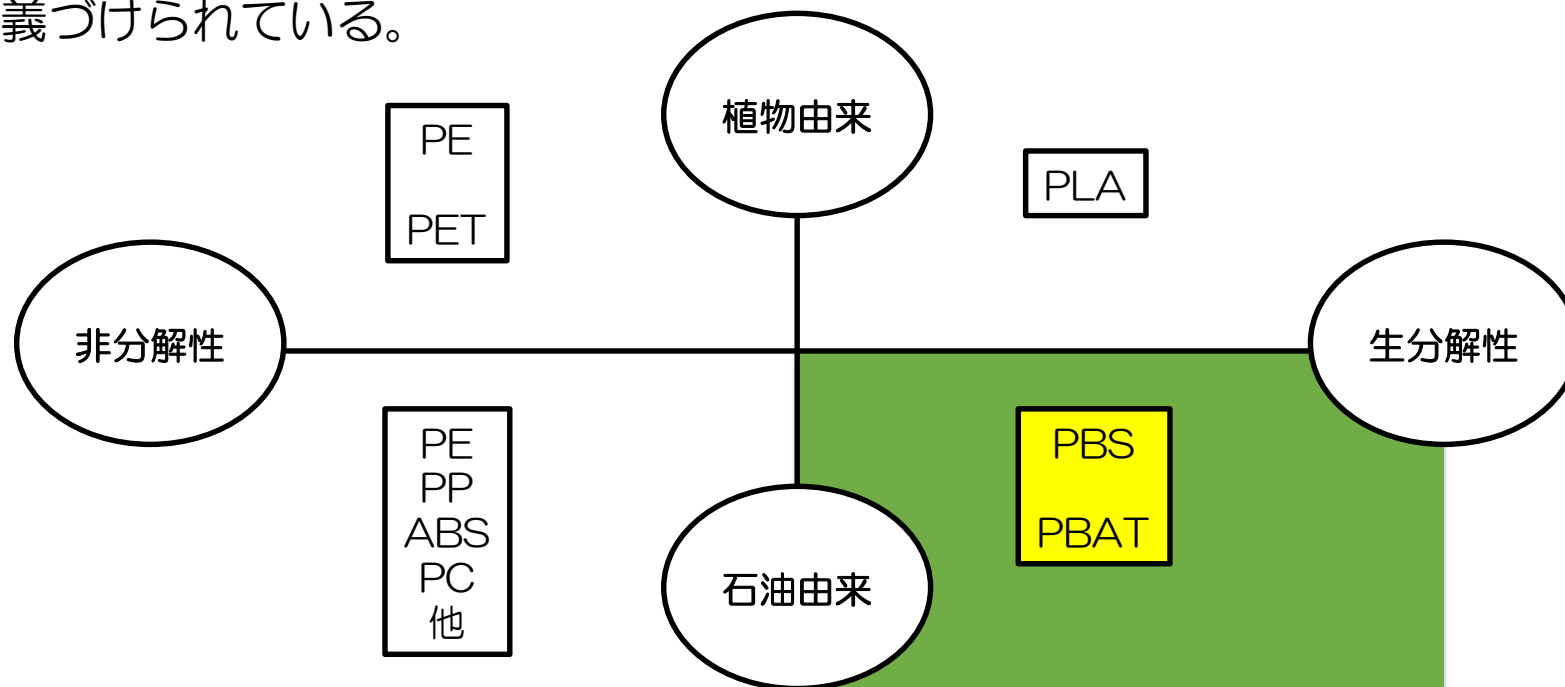 義づけられている。
植物由来
PE
PET
PLA
非分解性
生分解性
PE
PP
ABS
PC
他
PBS
PBAT
石油由来